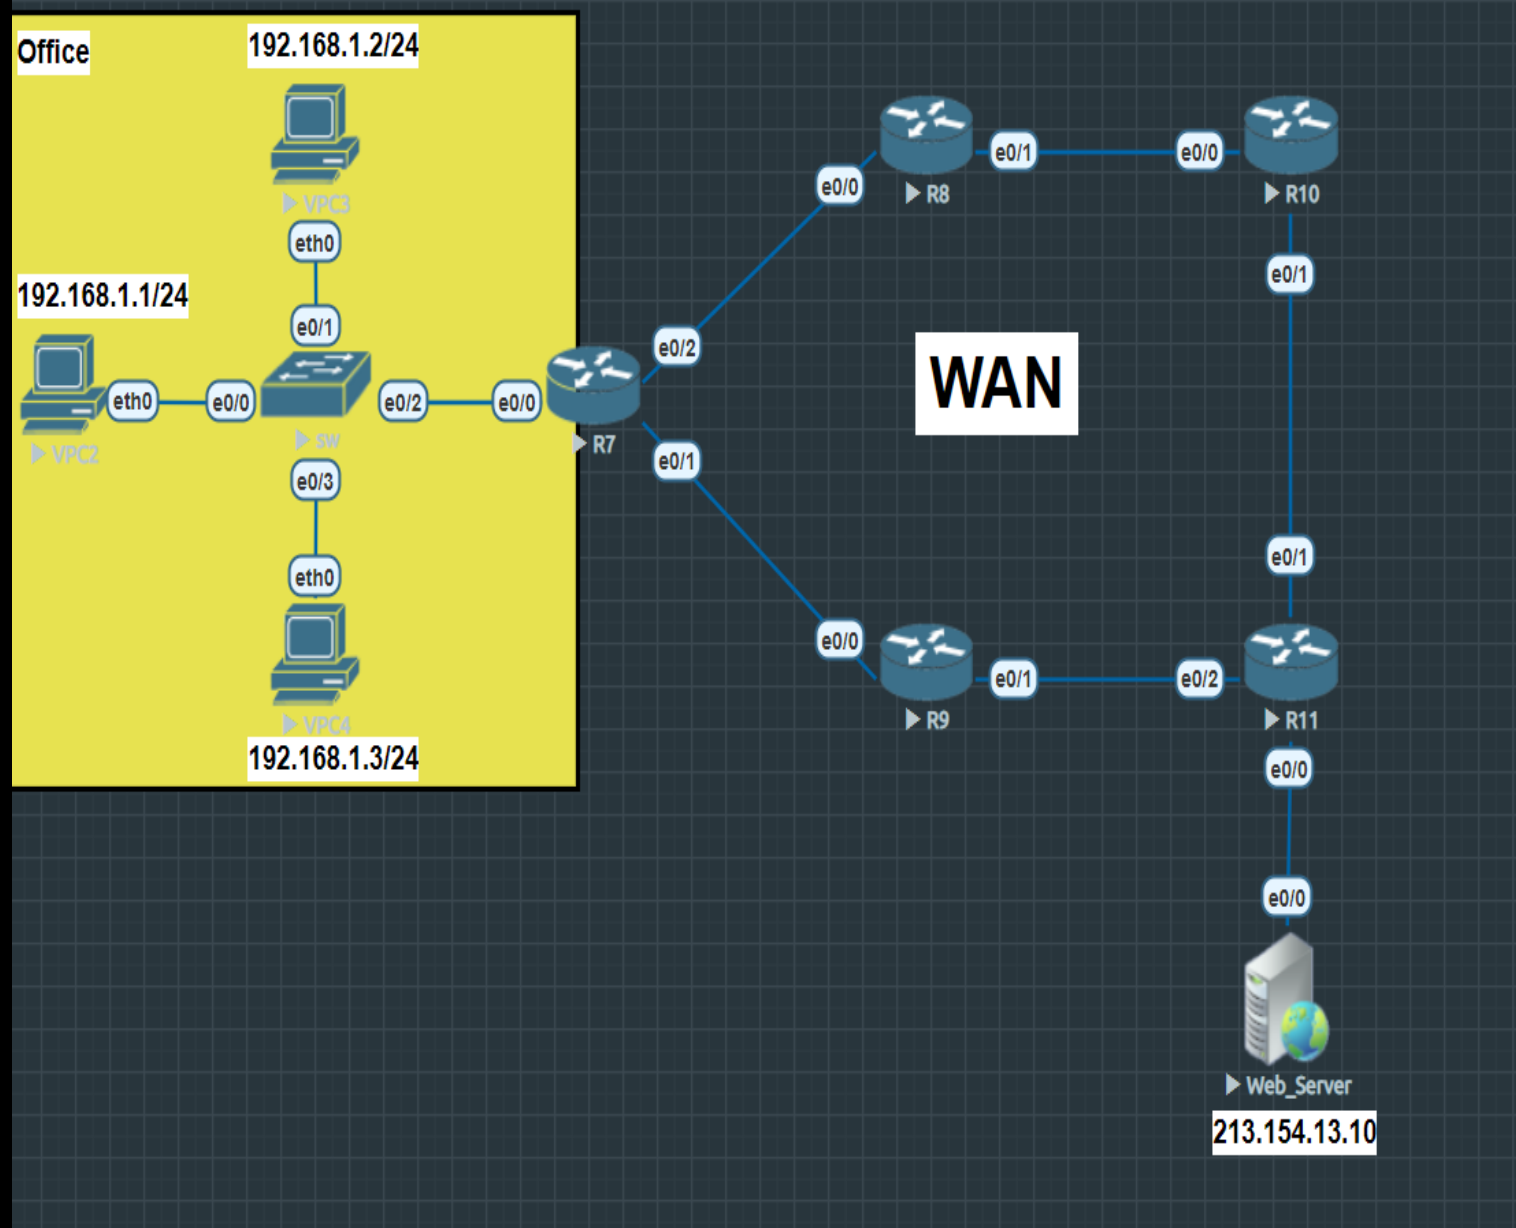 Office
192.168.1.2/24
VPC3
eth0
192.168.1.1/24
e0/1
eth0
e0/0
e0/2
e0/0
sw
VPC2
e0/3
eth0
VPC4
192.168.1.3/24
R7
e0/2
e0/1
e0/0
R8
e0/1
e0/0
R10
e0/1
WAN
e0/1
e0/0
R9
e0/1
e0/2
R11
e0/0
e0/0
Web_Server
213.154.13.10